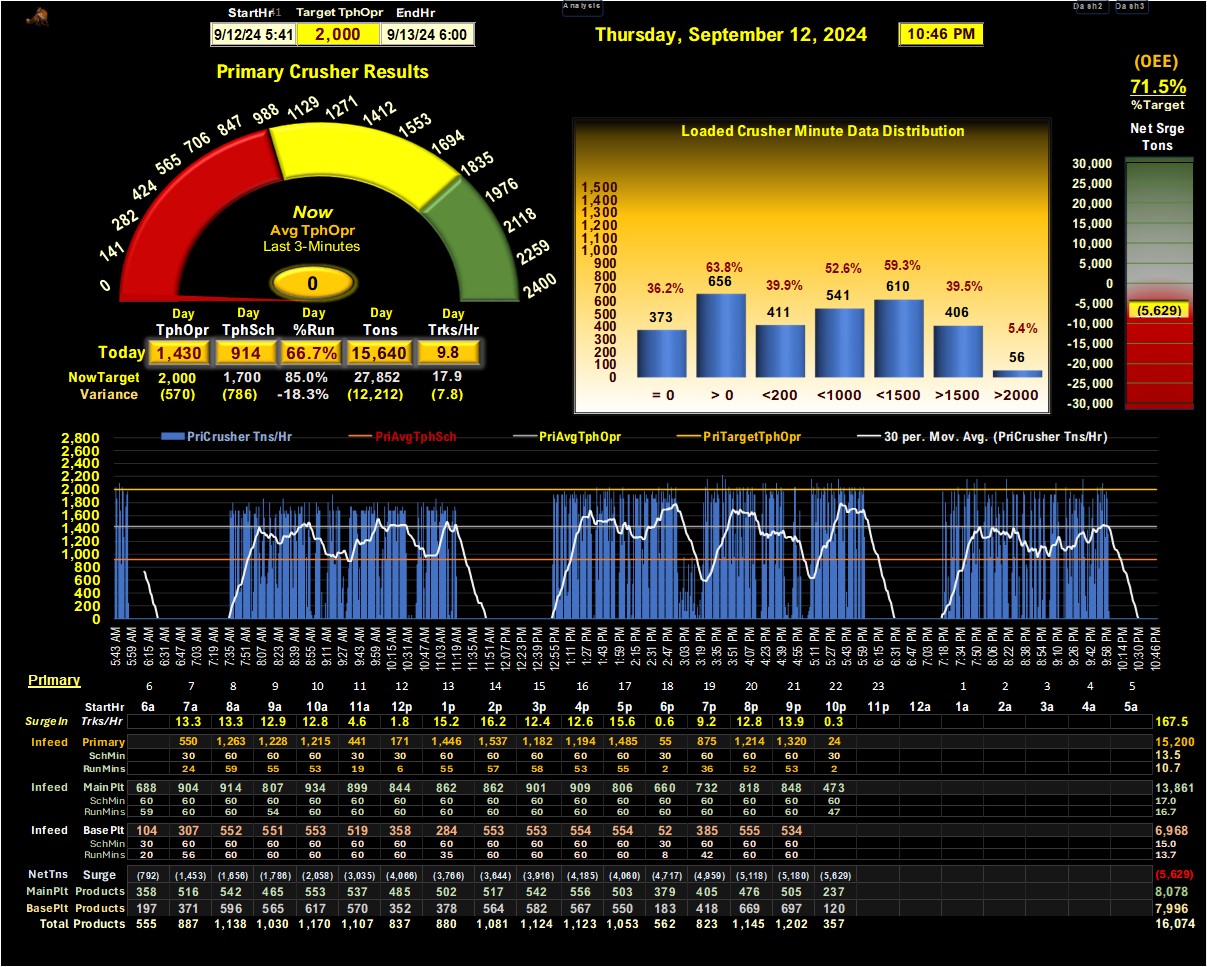 StartHr Target TphOpr EndHr
9/12/24 5:41 2,000 9/13/24 6:00
Analysis
Dash2 Dash3
Thursday, September 12, 2024 10:46 PM
Primary Crusher Results
0 141 282 424 565 706 847 988 1129 1271 1412 1553 1694 1835 1976 2118 2259 2400
Now
Avg TphOpr
Last 3-Minutes
0
Day Day Day Day Day
TphOpr TphSch %Run Tons Trks/Hr
Today 1,430 914 66.7% 15,640 9.8
NowTarget 2,000 1,700 85.0% 27,852 17.9
Variance (570) (786) -18.3% (12,212) (7.8)
Loaded Crusher Minute Data Distribution
1,500
1,400
1,300
1,200
1,100
1,000
900
800
700
600
500
400
300
200
100
0
36.2% 63.8% 39.9% 52.6% 59.3% 39.5% 5.4%
373 656 411 541 610 406 56
= 0 > 0 <200 <1000 <1500 >1500 >2000
(OEE)
71.5%
%Target
Net Srge
Tons
30,000
25,000
20,000
15,000
10,000
5,000
0
-5,000
(5,629)
-10,000
-15,000
-20,000
-25,000
-30,000
PriCrusher Tns/Hr PriAvgTphSch PriAvgTphOpr PriTargetTphOpr 30 per. Mov. Avg. (PriCrusher Tns/Hr)
2,800
2,600
2,400
2,200
2,000
1,800
1,600
1,400
1,200
1,000
800
600
400
200
0
5:43 AM 5:59 AM 6:15 AM 6:31 AM 6:47 AM 7:03 AM 7:19 AM 7:35 AM 7:51 AM 8:07 AM 8:23 AM 8:39 AM 8:55 AM 9:11 AM 9:27 AM 9:43 AM 9:59 AM 10:15 AM 10:31 AM 10:47 AM 11:03 AM 11:19 AM 11:35 AM 11:51 AM 12:07 PM 12:23 PM 12:39 PM 12:55 PM 1:11 PM 1:27 PM 1:43 PM 1:59 PM 2:15 PM 2:31 PM 2:47 PM 3:03 PM 3:19 PM 3:35 PM 3:51 PM 4:07 PM 4:23 PM 4:39 PM 4:55 PM 5:11 PM 5:27 PM 5:43 PM 5:59 PM 6:15 PM 6:31 PM 6:46 PM 7:02 PM 7:18 PM 7:34 PM 7:50 PM 8:06 PM 8:22 PM 8:38 PM 8:54 PM 9:10 PM 9:26 PM 9:42 PM 9:58 PM 10:14 PM 10:30 PM 10:46 PM
Primary 6 7 8 9 10 11 12 13 14 15 16 17 18 19 20 21 22 23 1 2 3 4 5
StartHr 6a 7a 8a 9a 10a 11a 12p 1p 2p 3p 4p 5p 6p 7p 8p 9p 10p 11p 12a 1a 2a 3a 4a 5a
SurgeIn Trks/Hr 13.3 13.3 12.9 12.8 4.6 1.8 15.2 16.2 12.4 12.6 15.6 0.6 9.2 12.8 13.9 0.3 167.5
Infeed Primary 550 1,263 1,228 1,215 441 171 1,446 1,537 1,182 1,194 1,485 55 875 1,214 1,320 24 15,200
SchMin 30 60 60 60 30 30 60 60 60 60 60 30 60 60 60 30 13.5
RunMins 24 59 55 53 19 6 55 57 58 53 55 2 36 52 53 2 10.7
Infeed MainPlt 688 904 914 807 934 899 844 862 862 901 909 806 660 732 818 848 473 13,861
SchMin 60 60 60 60 60 60 60 60 60 60 60 60 60 60 60 60 60 17.0
RunMins 59 60 60 54 60 60 60 60 60 60 60 60 60 60 60 60 47 16.7
Infeed BasePlt 104 307 552 551 553 519 358 284 553 553 554 554 52 385 555 534 6,968
SchMin 30 60 60 60 60 60 60 60 60 60 60 60 30 60 60 60 15.0
RunMins 20 56 60 60 60 60 60 35 60 60 60 60 8 42 60 60 13.7
NetTns Surge (792) (1,453) (1,656) (1,786) (2,058) (3,035) (4,066) (3,766) (3,644) (3,916) (4,185) (4,060) (4,717) (4,959) (5,118) (5,180) (5,629) (5,629)
MainPlt Products 358 516 542 465 553 537 485 502 517 542 556 503 379 405 476 505 237 8,078
BasePlt Products 197 371 596 565 617 570 352 378 564 582 567 550 183 418 669 697 120 7,996
Total Products 555 887 1,138 1,030 1,170 1,107 837 880 1,081 1,124 1,123 1,053 562 823 1,145 1,202 357 16,074